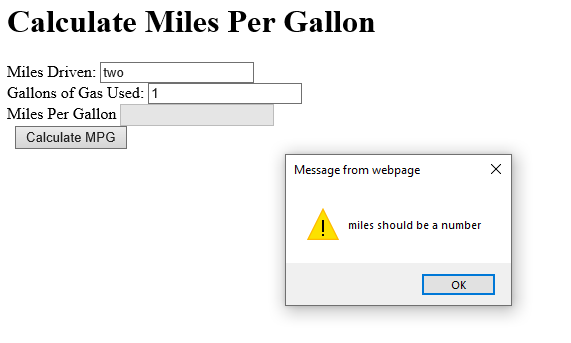 Calculate Miles Per Gallon
Miles Driven: two
Gallons of Gas Used: 1
Miles Per Gallon
Calculate MPG
Message from webpage
miles should be a number
OK